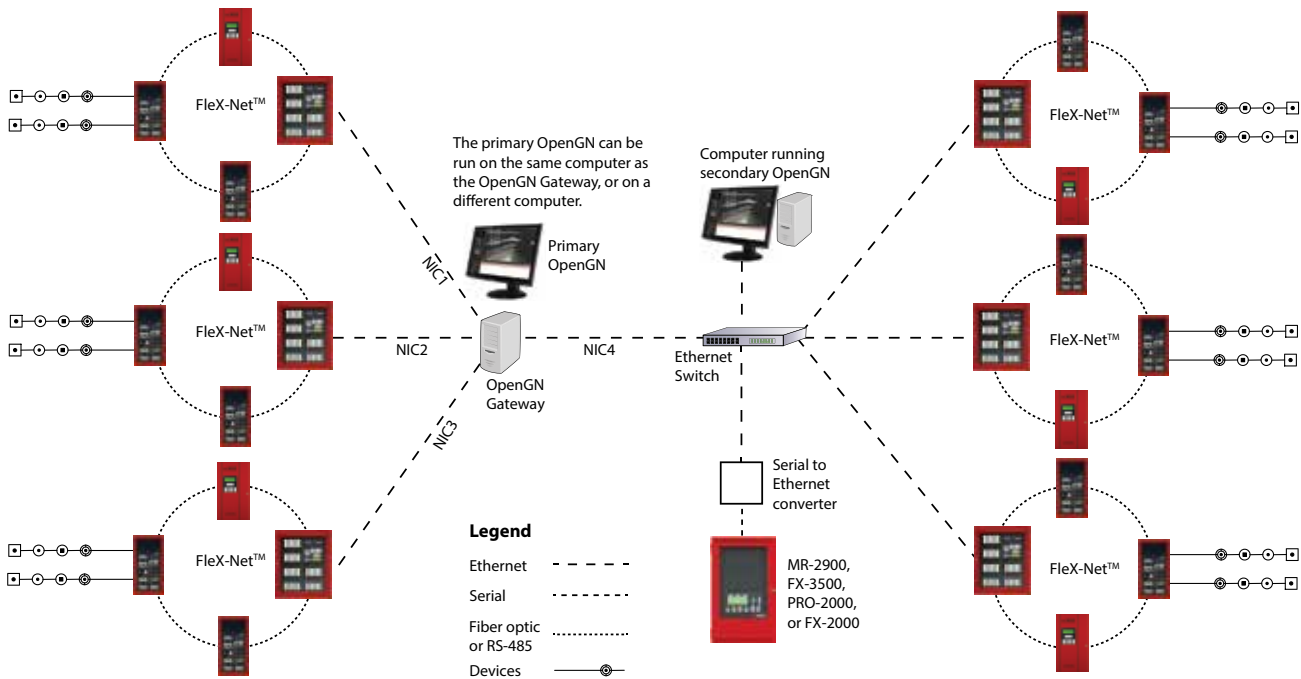 FleX-Net™
FleX-Net™
The primary OpenGN can be
run on the same computer as
the OpenGN Gateway, or on a
different computer.
Computer running
secondary OpenGN
Primary
OpenGN
NIC1
FleX-Net™
NIC2
NIC4
Ethernet
Switch
FleX-Net™
OpenGN
Gateway
NIC3
Serial to
Ethernet
converter
Legend
FleX-Net™
FleX-Net™
Ethernet
Serial
Fiber optic
or RS-485
Devices
MR-2900,
FX-3500,
PRO-2000,
or FX-2000